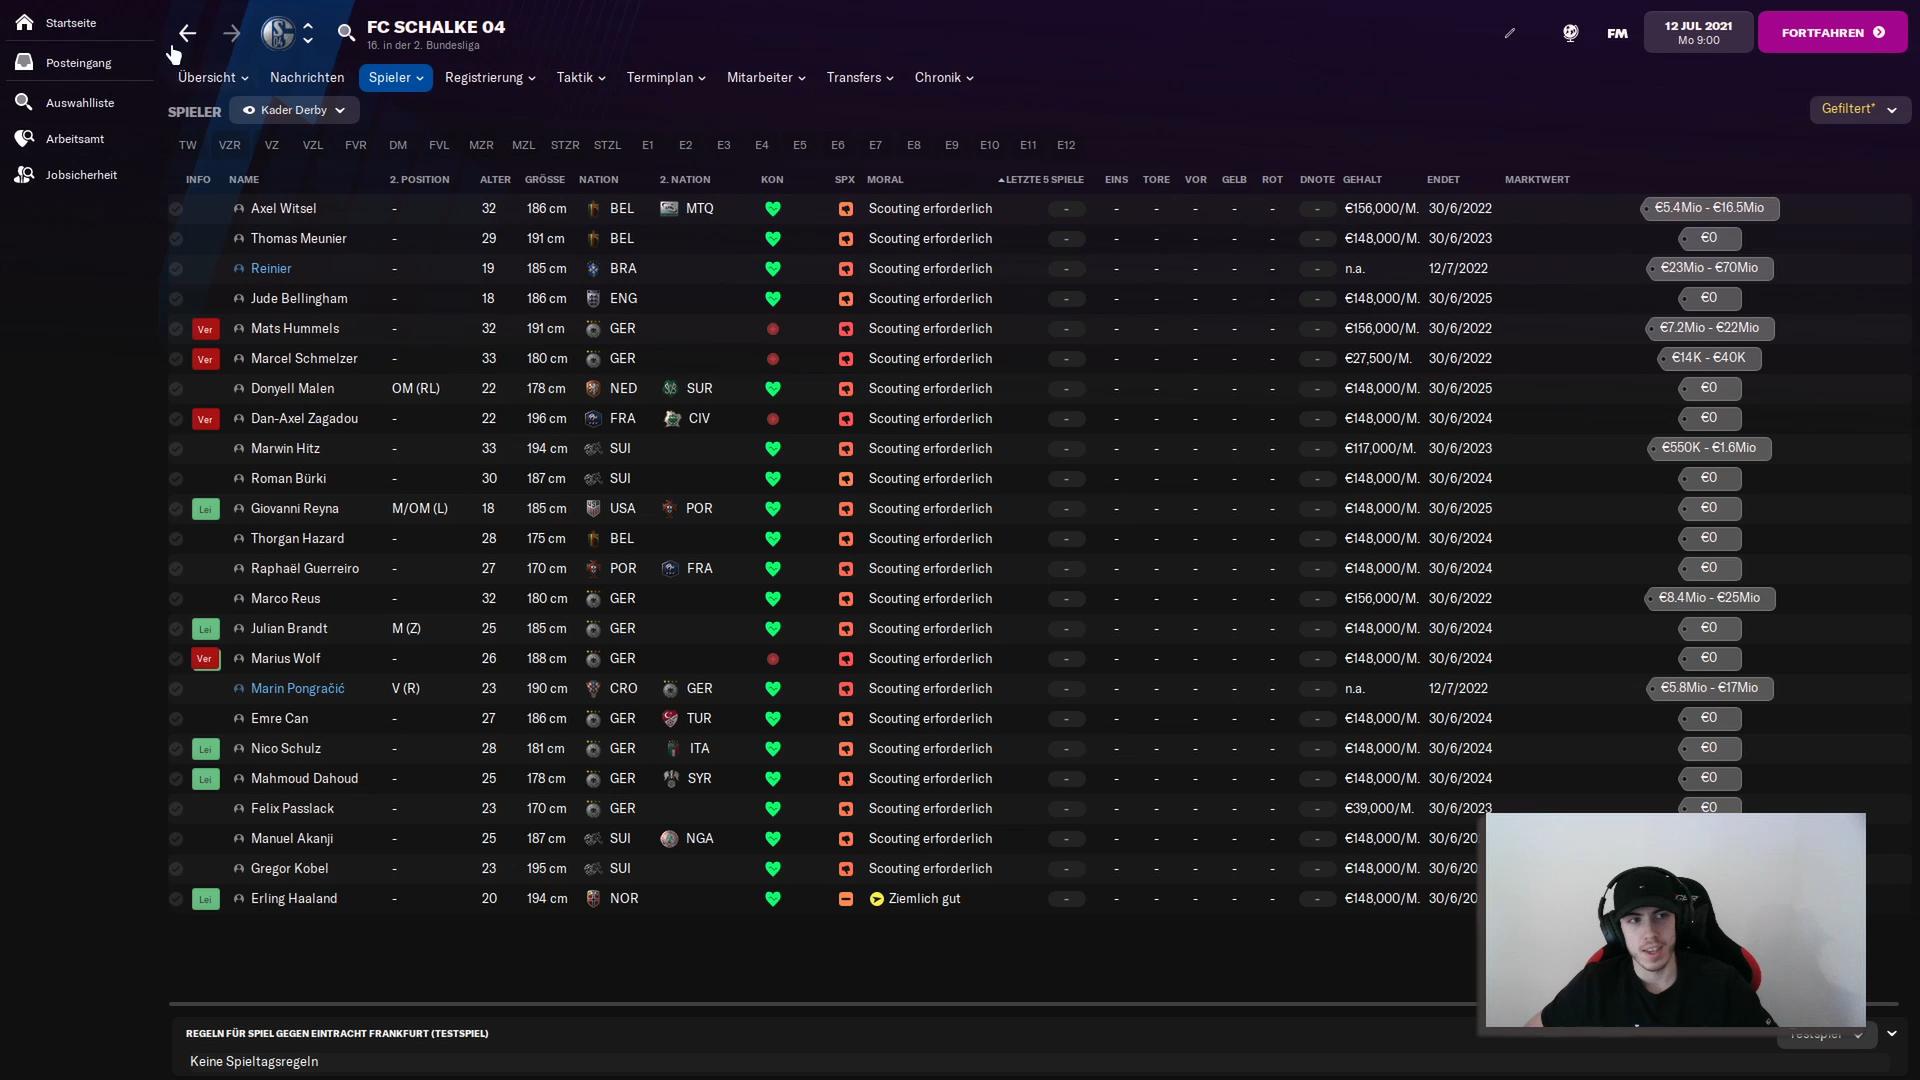 Startseite
Posteingang
Auswahlliste
Arbeitsamt
Jobsicherheit
FC SCHALKE 04
16. in der 2. Bundesliga
FM
12 JUL 2021
Mo 9:00
FORTFAHREN
Übersicht Nachrichten Spieler Registrierung Taktik Terminplan Mitarbeiter Transfers Chronik
SPIELER Kader Derby Gefiltert*
TW VZR VZ VZL FVR DM FVL MZR MZL STZR STZL E1 E2 E3 E4 E5 E6 E7 E8 E9 E10 E11 E12
INFO NAME 2. POSITION ALTER GRÖSSE NATION 2. NATION KON SPX MORAL LETZTE 5 SPIELE EINS TORE VOR GELB ROT DNOTE GEHALT ENDET MARKTWERT
Axel Witsel - 32 186 cm BEL MTQ Scouting erforderlich - - - - - - - €156,000/M. 30/6/2022 €5.4Mio - €16.5Mio
Thomas Meunier - 29 191 cm BEL Scouting erforderlich - - - - - - - €148,000/M. 30/6/2023 €0
Reinier - 19 185 cm BRA Scouting erforderlich - - - - - - - n.a. 12/7/2022 €23Mio - €70Mio
Jude Bellingham - 18 186 cm ENG Scouting erforderlich - - - - - - - €148,000/M. 30/6/2025 €0
Ver Mats Hummels - 32 191 cm GER Scouting erforderlich - - - - - - - €156,000/M. 30/6/2022 €7.2Mio - €22Mio
Ver Marcel Schmelzer - 33 180 cm GER Scouting erforderlich - - - - - - - €27,500/M. 30/6/2022 €14K - €40K
Donyell Malen OM (RL) 22 178 cm NED SUR Scouting erforderlich - - - - - - - €148,000/M. 30/6/2025 €0
Ver Dan-Axel Zagadou - 22 196 cm FRA CIV Scouting erforderlich - - - - - - - €148,000/M. 30/6/2024 €0
Marwin Hitz - 33 194 cm SUI Scouting erforderlich - - - - - - - €117,000/M. 30/6/2023 €550K - €1.6Mio
Roman Bürki - 30 187 cm SUI Scouting erforderlich - - - - - - - €148,000/M. 30/6/2024 €0
Lei Giovanni Reyna M/OM (L) 18 185 cm USA POR Scouting erforderlich - - - - - - - €148,000/M. 30/6/2025 €0
Thorgan Hazard - 28 175 cm BEL Scouting erforderlich - - - - - - - €148,000/M. 30/6/2024 €0
Raphaël Guerreiro - 27 170 cm POR FRA Scouting erforderlich - - - - - - - €148,000/M. 30/6/2024 €0
Marco Reus - 32 180 cm GER Scouting erforderlich - - - - - - - €156,000/M. 30/6/2022 €8.4Mio - €25Mio
Lei Julian Brandt M (Z) 25 185 cm GER Scouting erforderlich - - - - - - - €148,000/M. 30/6/2024 €0
Ver Marius Wolf - 26 188 cm GER Scouting erforderlich - - - - - - - €148,000/M. 30/6/2024 €0
Marin Pongračić V (R) 23 190 cm CRO GER Scouting erforderlich - - - - - - - n.a. 12/7/2022 €5.8Mio - €17Mio
Emre Can - 27 186 cm GER TUR Scouting erforderlich - - - - - - - €148,000/M. 30/6/2024 €0
Lei Nico Schulz - 28 181 cm GER ITA Scouting erforderlich - - - - - - - €148,000/M. 30/6/2024 €0
Lei Mahmoud Dahoud - 25 178 cm GER SYR Scouting erforderlich - - - - - - - €148,000/M. 30/6/2024 €0
Felix Passlack - 23 170 cm GER Scouting erforderlich - - - - - - - €39,000/M. 30/6/2023 €0
Manuel Akanji - 25 187 cm SUI NGA Scouting erforderlich - - - - - - - €148,000/M. 30/6/20
Gregor Kobel - 23 195 cm SUI Scouting erforderlich - - - - - - - €148,000/M. 30/6/20
Lei Erling Haaland - 20 194 cm NOR Ziemlich gut - - - - - - - €148,000/M. 30/6/20
REGELN FÜR SPIEL GEGEN EINTRACHT FRANKFURT (TESTSPIEL) Testspiel
Keine Spieltagsregeln